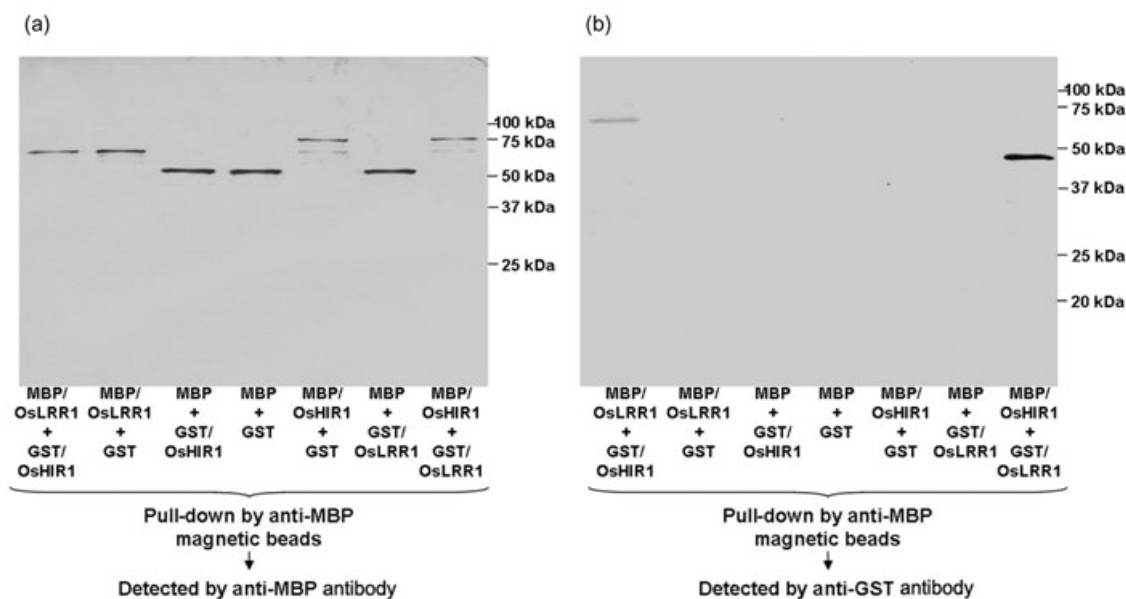 (a)
100 kDa
75 kDa
50 kDa
37 kDa
25 kDa
MBP/ MBP/ MBP MBP MBP/ MBP MBP/
OsLRR1 OsLRR1 + + OsHIR1 + OsHIR1
+ + GST/ GST + GST/ +
GST/ GST OsHIR1 GST OsLRR1 GST/
OsHIR1 OsLRR1
Pull-down by anti-MBP
magnetic beads
Detected by anti-MBP antibody
(b)
100 kDa
75 kDa
50 kDa
37 kDa
25 kDa
20 kDa
MBP/ MBP/ MBP MBP MBP/ MBP MBP/
OsLRR1 OsLRR1 + + OsHIR1 + OsHIR1
+ + GST/ GST + GST/ +
GST/ GST OsHIR1 GST OsLRR1 GST/
OsHIR1 OsLRR1
Pull-down by anti-MBP
magnetic beads
Detected by anti-GST antibody